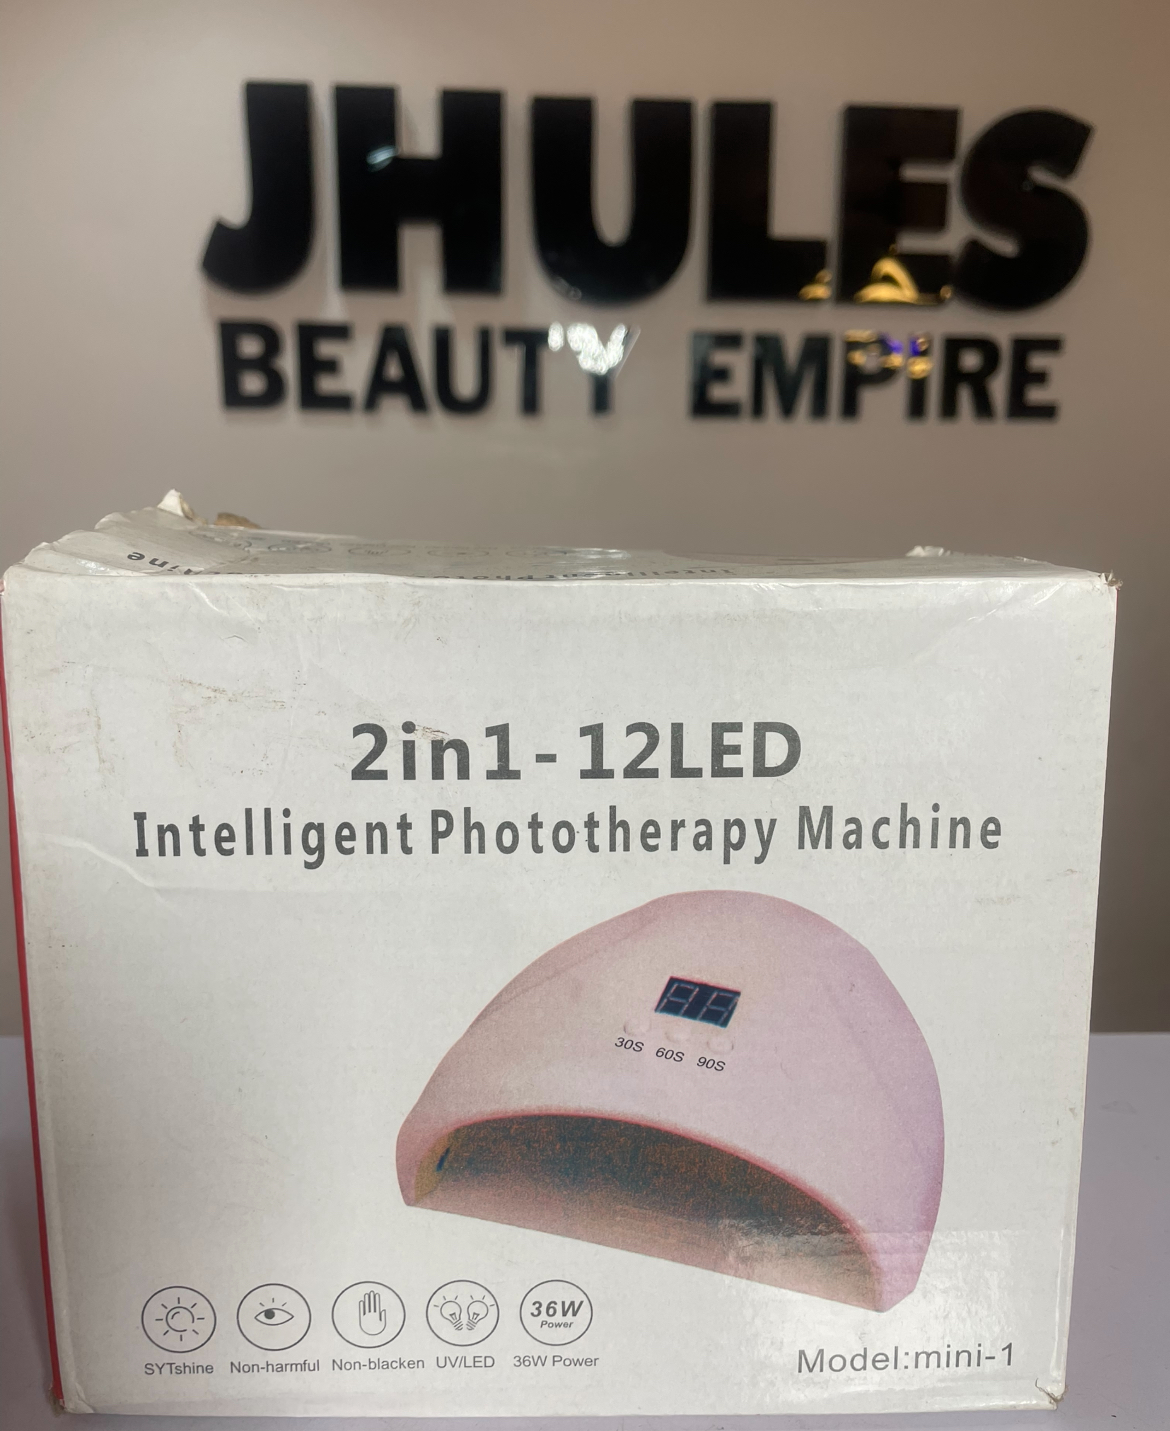 JHULES
BEAUTY EMPIRE
2in1-12LED
Intelligent Phototherapy Machine
30S 60S 90S
SYTshine Non-harmful Non-blacken UV/LED 36W Power
36W
Power
Model:mini-1